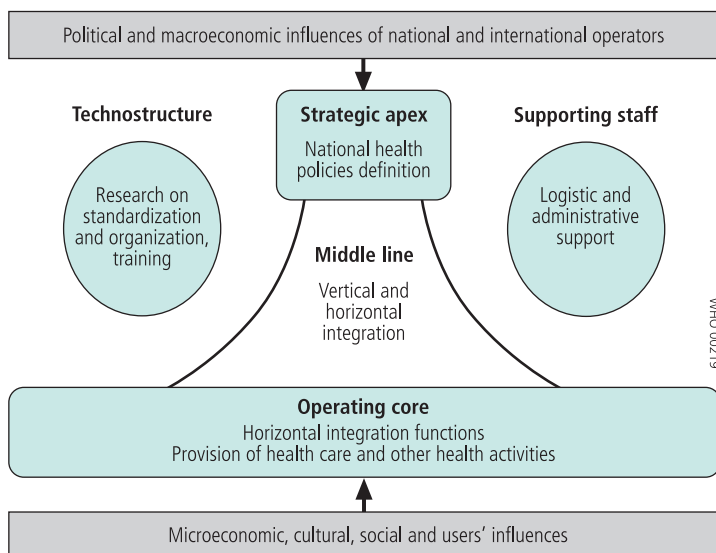 Political and macroeconomic influences of national and international operators
Technostructure
Strategic apex
Supporting staff
National health
policies definition
Research on
standardization
and organization,
training
Logistic and
administrative
support
Middle line
Vertical and
horizontal
integration
WHO 00219
Operating core
Horizontal integration functions
Provision of health care and other health activities
Microeconomic, cultural, social and users' influences